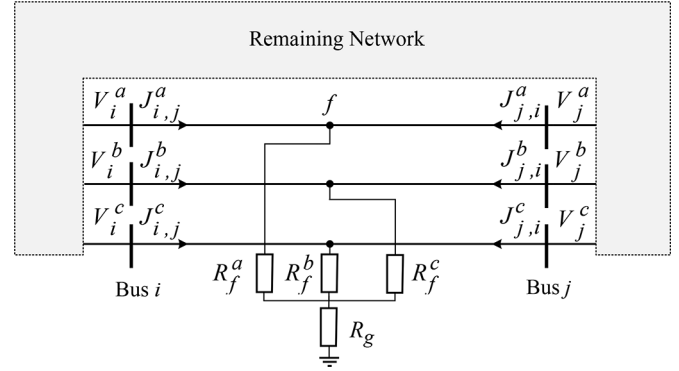 Remaining Network
V_i^a J_{i,j}^a f J_{j,i}^a V_j^a
V_i^b J_{i,j}^b J_{j,i}^b V_j^b
V_i^c J_{i,j}^c J_{j,i}^c V_j^c
R_f^a R_f^b R_f^c
Bus i Bus j
R_g